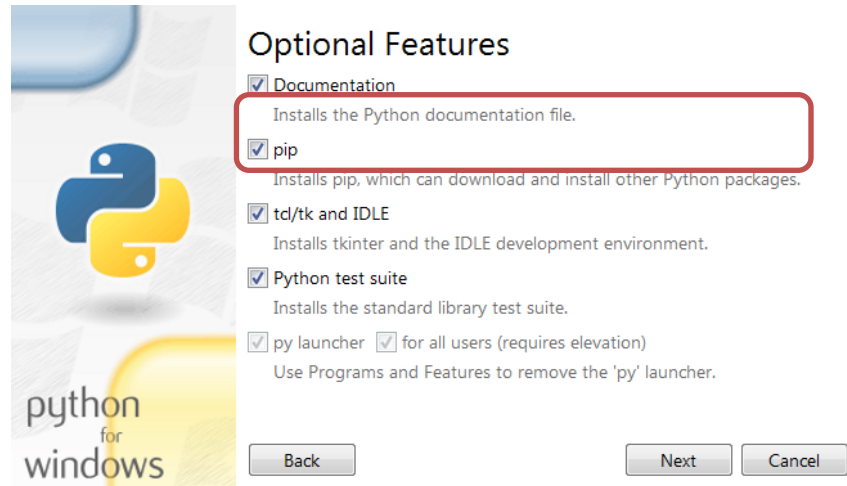 Optional Features
Documentation
Installs the Python documentation file.
pip
Installs pip, which can download and install other Python packages.
tcl/tk and IDLE
Installs tkinter and the IDLE development environment.
Python test suite
Installs the standard library test suite.
py launcher for all users (requires elevation)
Use Programs and Features to remove the 'py' launcher.
python
for
windows
Back Next Cancel